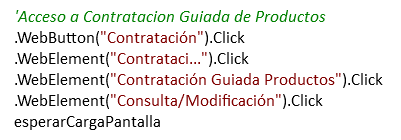 'Acceso a Contratacion Guiada de Productos
.WebButton("Contratación").Click
.WebElement("Contrataci...").Click
.WebElement("Contratación Guiada Productos").Click
.WebElement("Consulta/Modificación").Click
esperarCargaPantalla